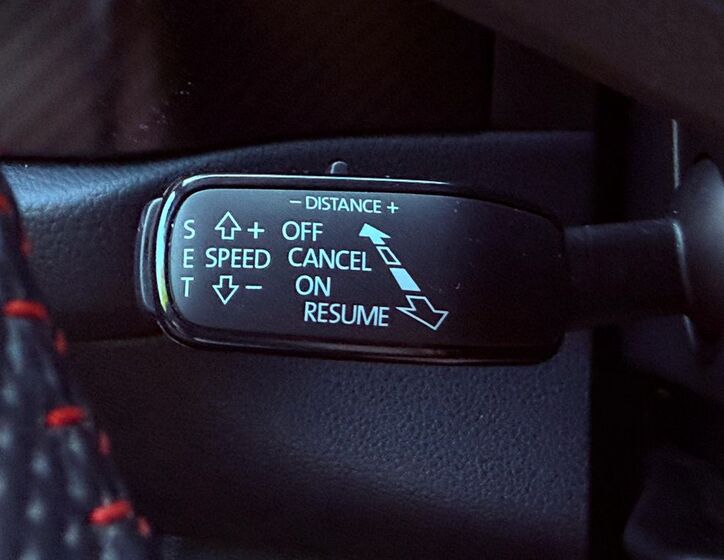 − DISTANCE +
S + OFF
E SPEED CANCEL
T − ON
RESUME